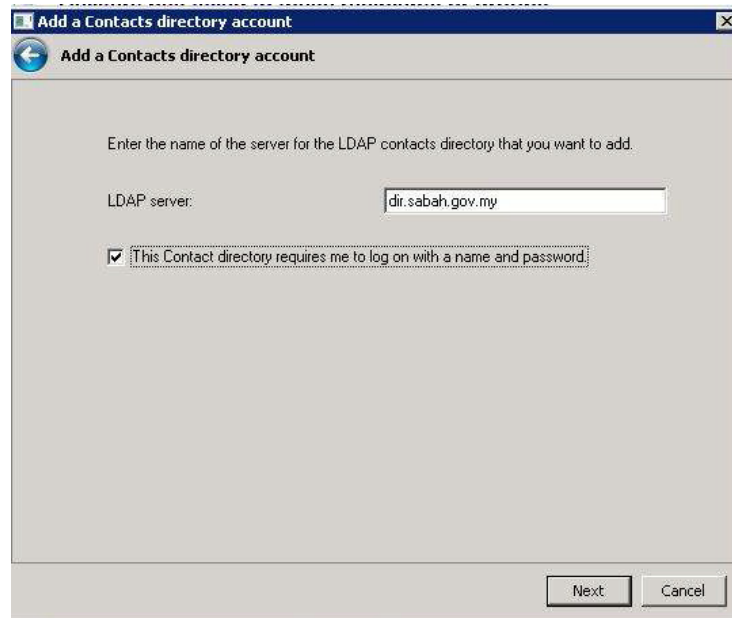 Add a Contacts directory account
Add a Contacts directory account
Enter the name of the server for the LDAP contacts directory that you want to add.
LDAP server: dir.sabah.gov.my
This Contact directory requires me to log on with a name and password.
Next Cancel